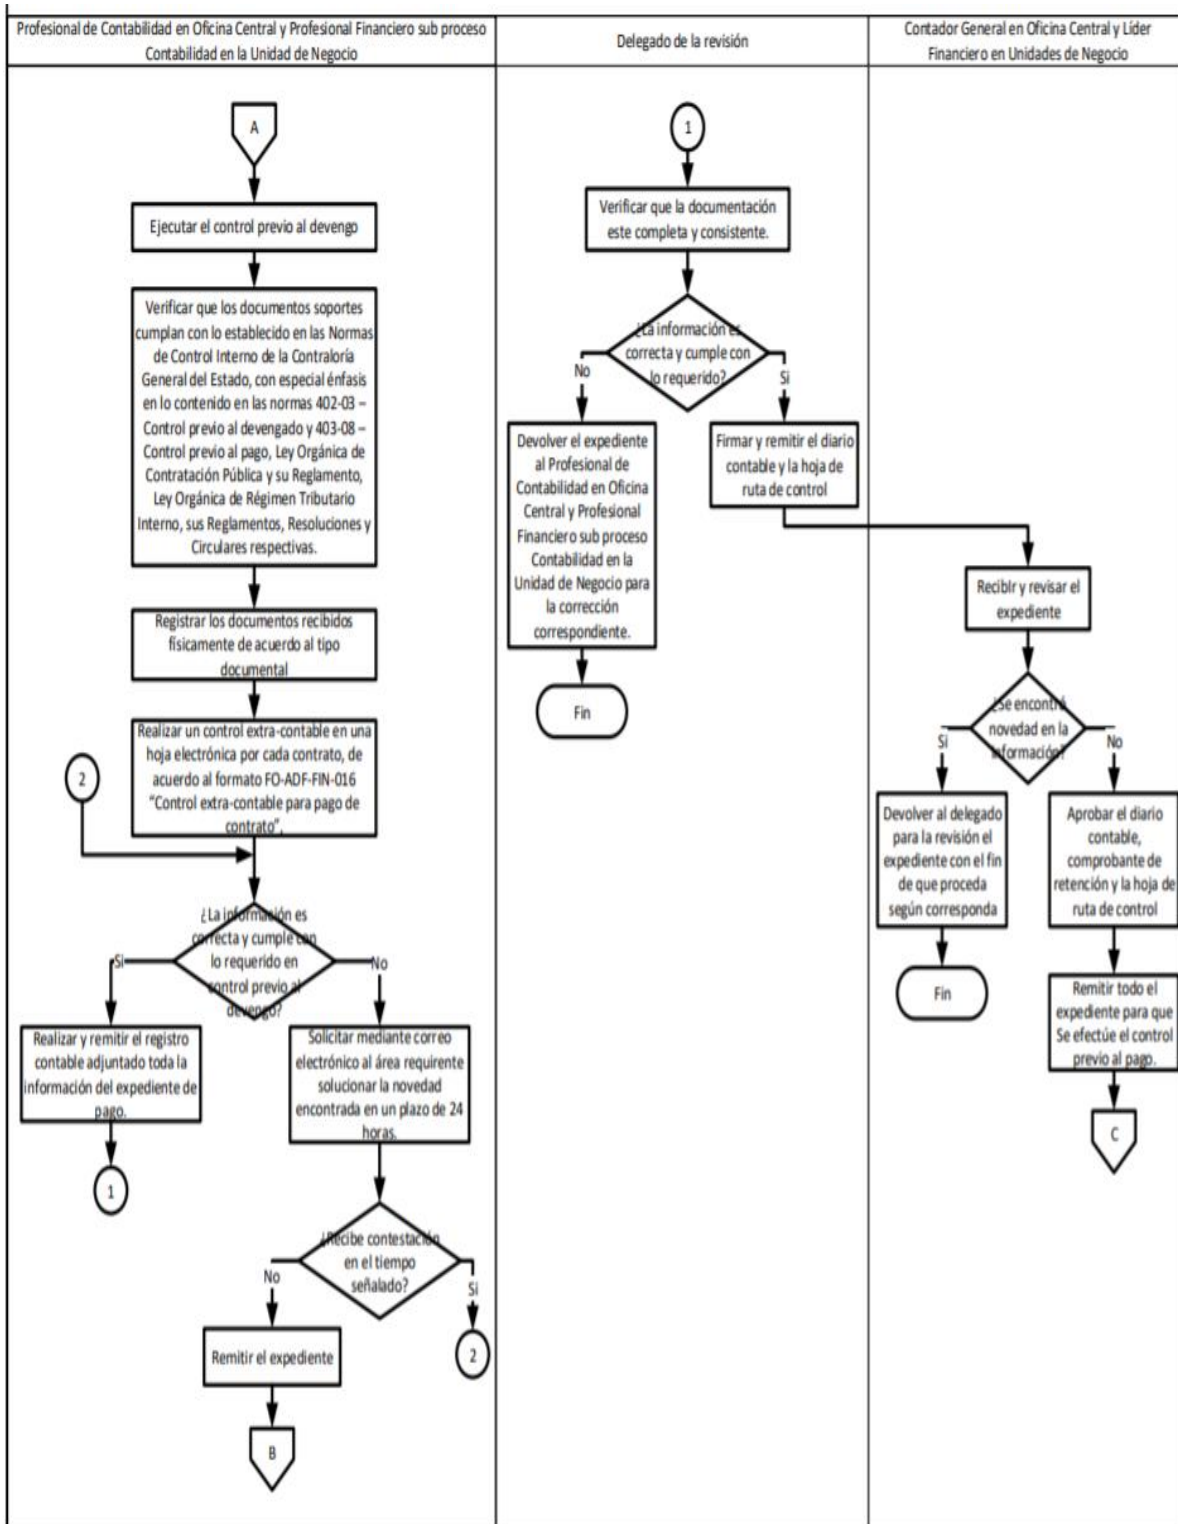 Profesional de Contabilidad en Oficina Central y Profesional Financiero sub proceso
Contabilidad en la Unidad de Negocio
Delegado de la revisión
Contador General en Oficina Central y Líder
Financiero en Unidades de Negocio
A
Ejecutar el control previo al devengo
Verificar que los documentos soportes
cumplan con lo establecido en las Normas
de Control Interno de la Contraloría
General del Estado, con especial énfasis
en lo contenido en las normas 402-03 –
Control previo al devengado y 403-08 –
Control previo al pago, Ley Orgánica de
Contratación Pública y su Reglamento,
Ley Orgánica de Régimen Tributario
Interno, sus Reglamentos, Resoluciones y
Circulares respectivas.
Registrar los documentos recibidos
físicamente de acuerdo al tipo
documental
Realizar un control extra-contable en una
hoja electrónica por cada contrato, de
acuerdo al formato FO-ADF-FIN-016
"Control extra-contable para pago de
contrato",
2
¿La información es
correcta y cumple con
lo requerido en
control previo al
devengo?
Si
No
Realizar y remitir el registro
contable adjuntado toda la
información del expediente de
pago.
1
Solicitar mediante correo
electrónico al área requirente
solucionar la novedad
encontrada en un plazo de 24
horas.
¿Recibe contestación
en el tiempo
señalado?
No
Si
Remitir el expediente
2
B
1
Verificar que la documentación
este completa y consistente.
¿La información es
correcta y cumple con
lo requerido?
No
Si
Devolver el expediente
al Profesional de
Contabilidad en Oficina
Central y Profesional
Financiero sub proceso
Contabilidad en la
Unidad de Negocio para
la corrección
correspondiente.
Fin
Firmar y remitir el diario
contable y la hoja de
ruta de control
Recibir y revisar el
expediente
¿Se encontró
novedad en la
información?
Si
No
Devolver al delegado
para la revisión el
expediente con el fin
de que proceda
según corresponda
Fin
Aprobar el diario
contable,
comprobante de
retención y la hoja de
ruta de control
Remitir todo el
expediente para que
Se efectúe el control
previo al pago.
C